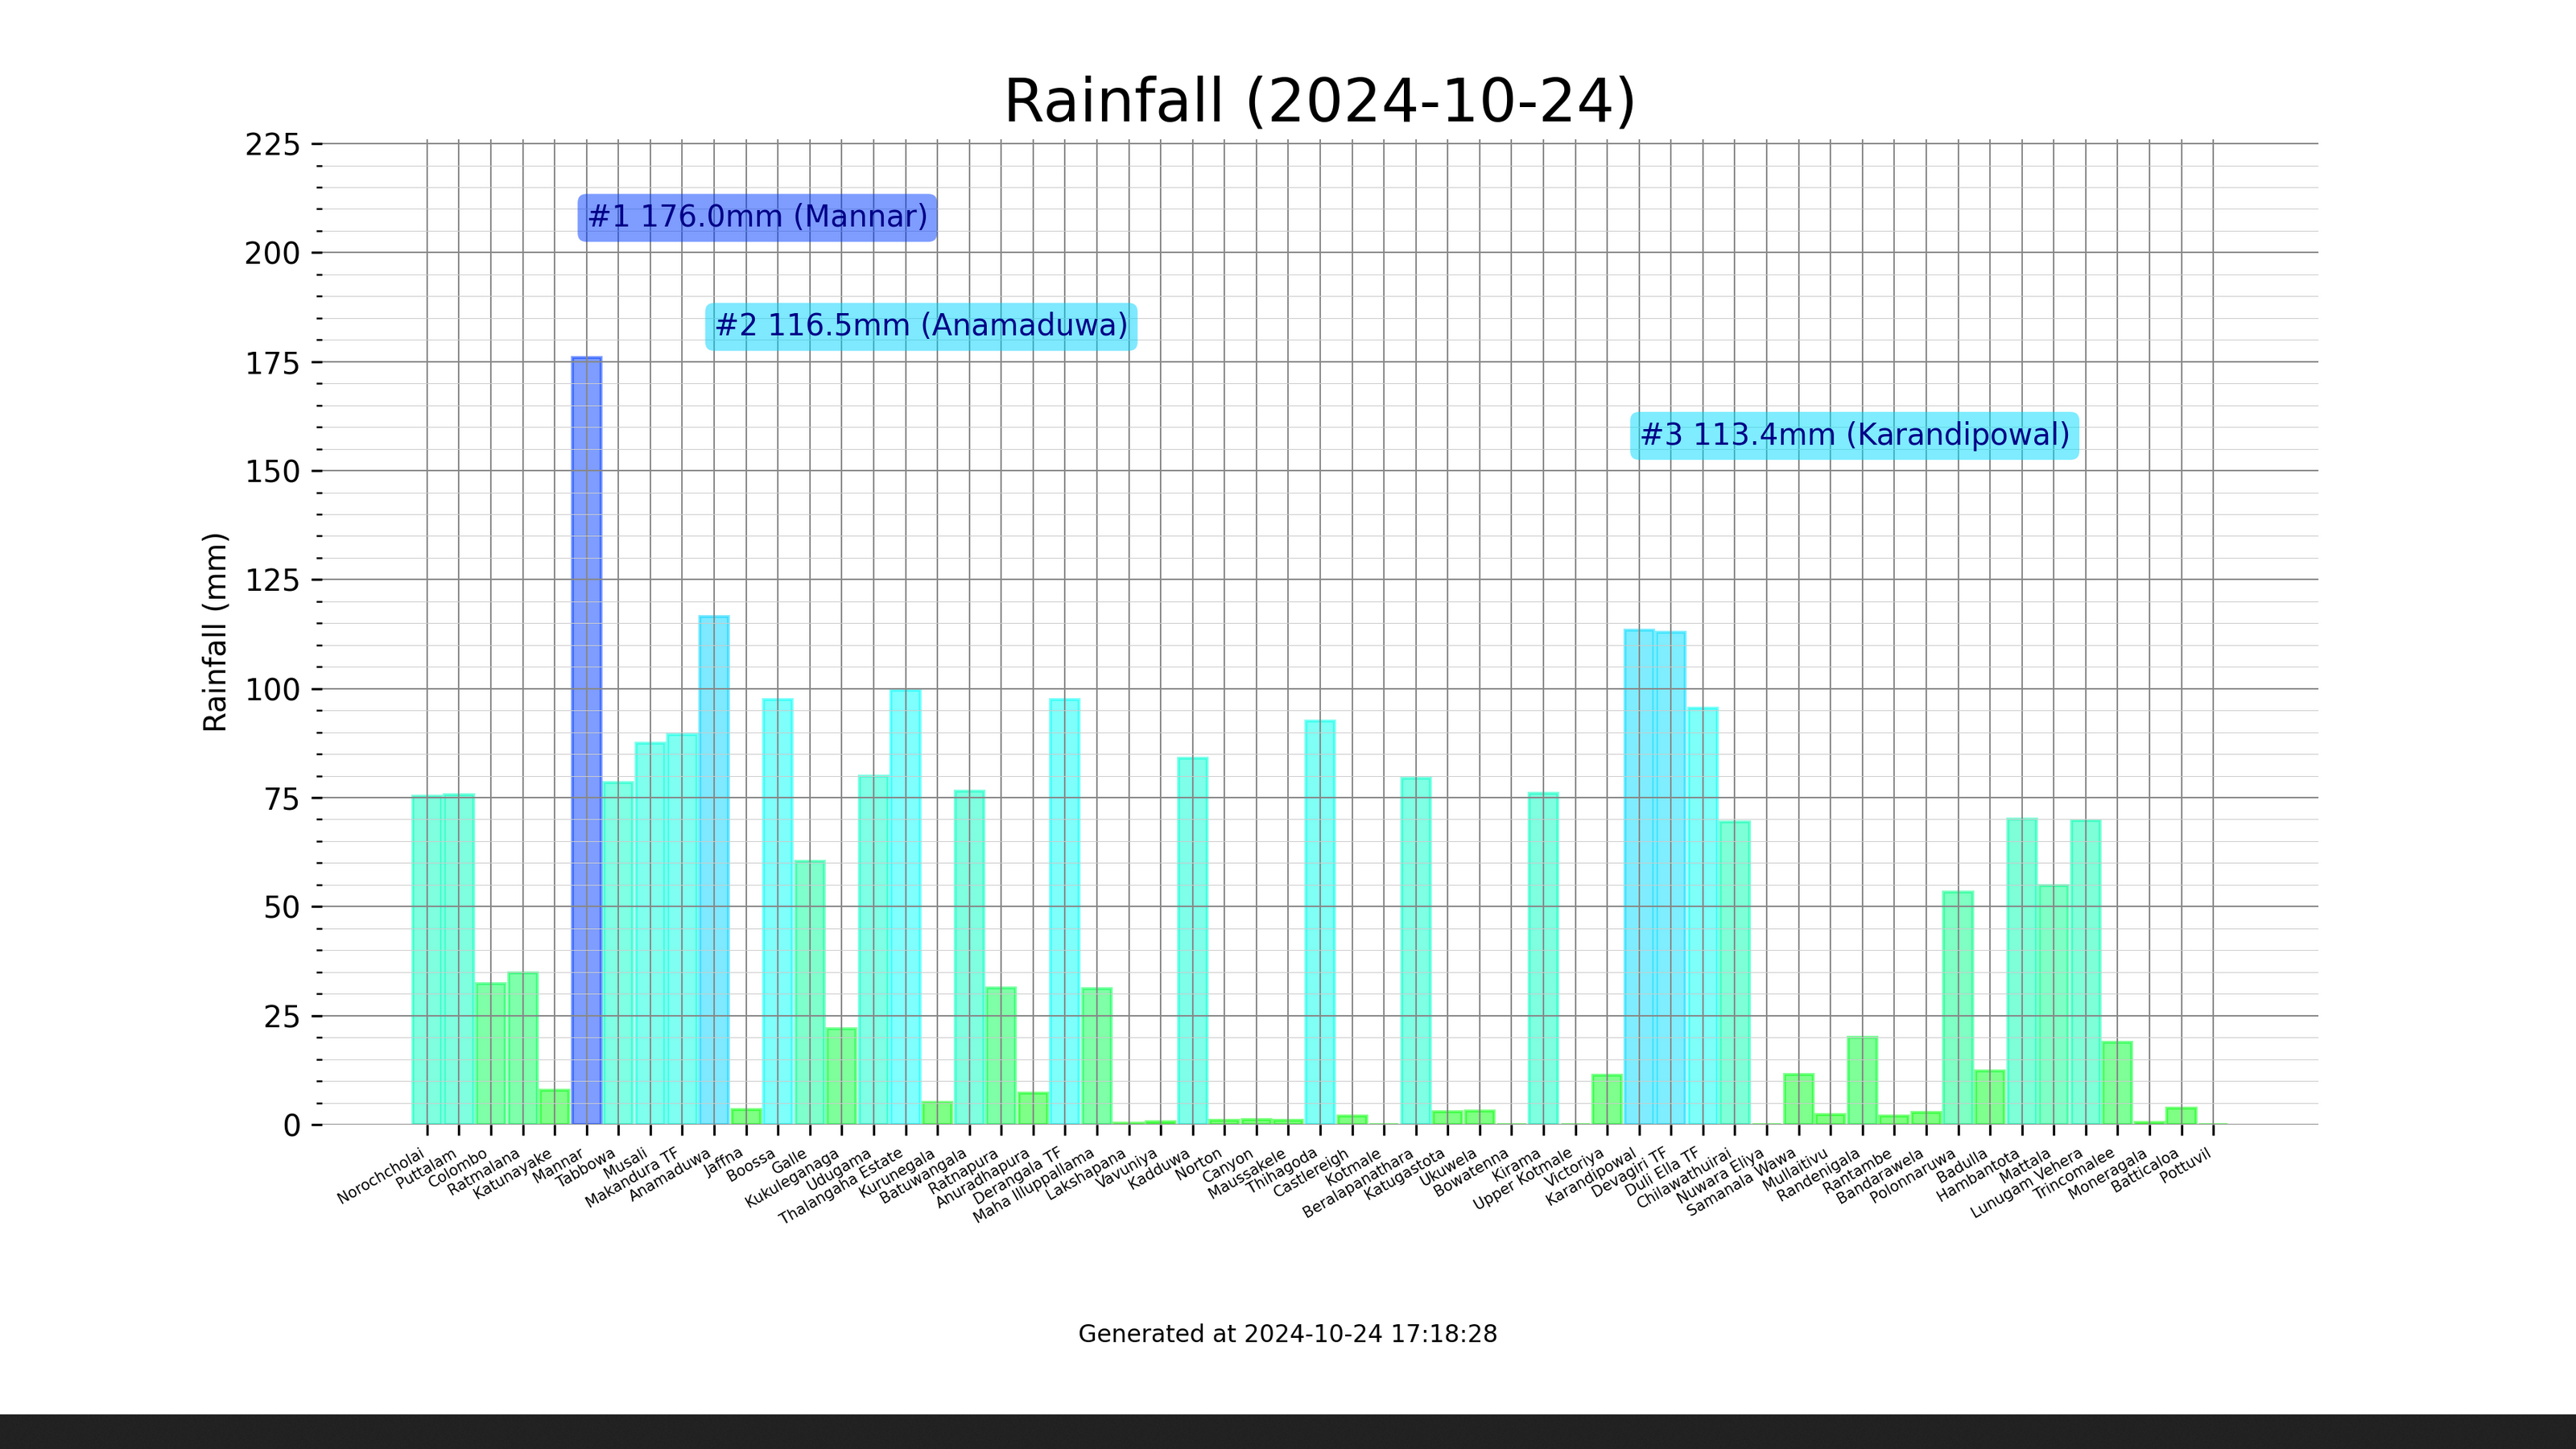 Rainfall (2024-10-24)
225
200
175
150
125
100
75
50
25
0
Rainfall (mm)
#1 176.0mm (Mannar)
#2 116.5mm (Anamaduwa)
#3 113.4mm (Karandipowal)
Norochcholai
Puttalam
Colombo
Ratmalana
Katunayake
Mannar
Tabbowa
Musali
Makandura TF
Anamaduwa
Jaffna
Boossa
Galle
Kukuleganaga
Udugama
Thalangaha Estate
Kurunegala
Batuwangala
Ratnapura
Anuradhapura
Derangala TF
Maha Illuppallama
Lakshapana
Vavuniya
Kadduwa
Norton
Canyon
Maussakele
Thihagoda
Castlereigh
Kotmale
Beralapanathara
Katugastota
Ukuwela
Bowatenna
Kirama
Upper Kotmale
Victoriya
Karandipowal
Devagiri TF
Duli Ella TF
Chilawathurai
Nuwara Eliya
Samanala Wawa
Mullaitivu
Randenigala
Rantambe
Bandarawela
Polonnaruwa
Badulla
Hambantota
Mattala
Lunugam Vehera
Trincomalee
Moneragala
Batticaloa
Pottuvil
Generated at 2024-10-24 17:18:28